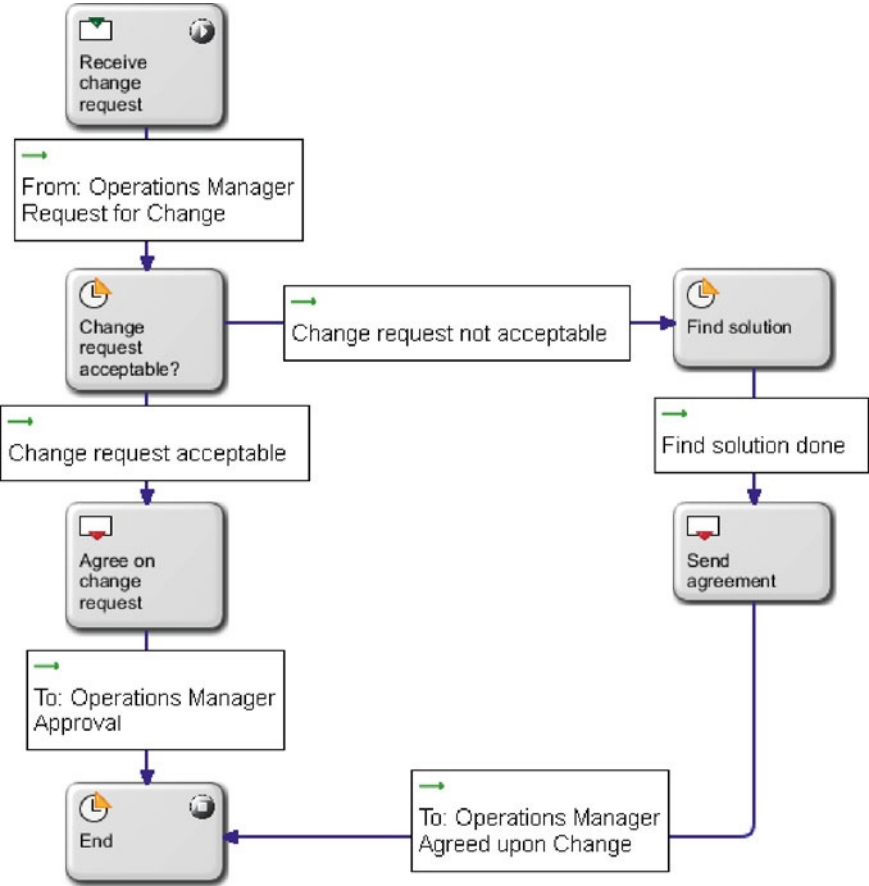 Receive
change
request
From: Operations Manager
Request for Change
Change
request
acceptable?
Change request not acceptable
Find solution
Change request acceptable
Find solution done
Agree on
change
request
Send
agreement
To: Operations Manager
Approval
To: Operations Manager
Agreed upon Change
End